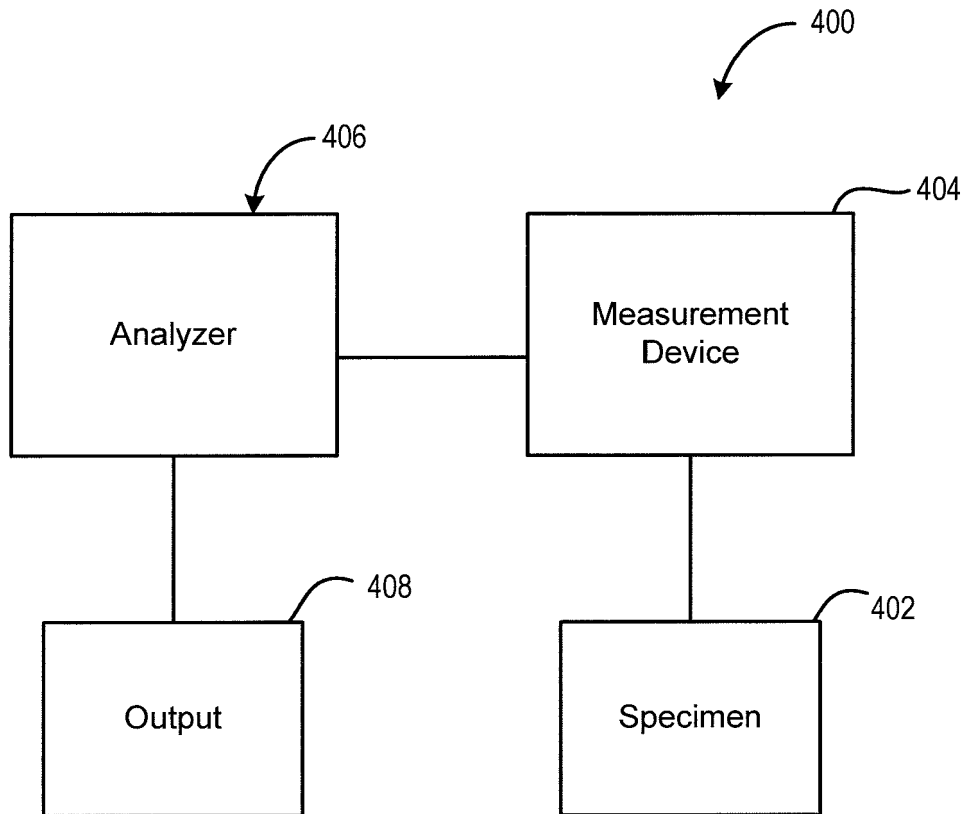 400
406
404
Analyzer
Measurement
Device
408
402
Output
Specimen